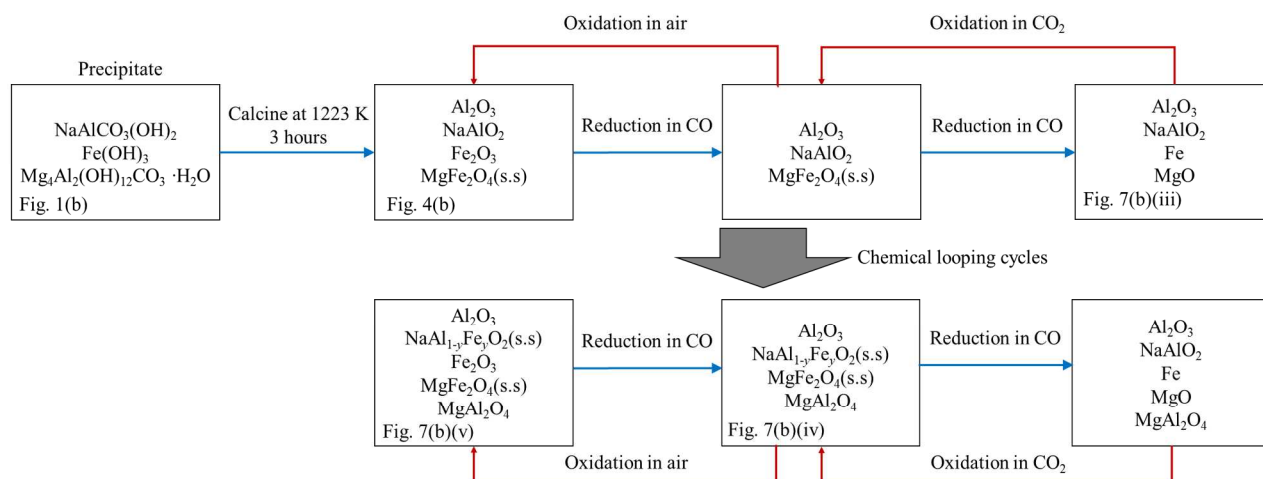 Oxidation in air
Oxidation in CO₂
Precipitate
NaAlCO₃(OH)₂
Fe(OH)₃
Mg₄Al₂(OH)₁₂CO₃ ·H₂O
Fig. 1(b)
Calcine at 1223 K
3 hours
Al₂O₃
NaAlO₂
Fe₂O₃
MgFe₂O₄(s.s)
Fig. 4(b)
Reduction in CO
Al₂O₃
NaAlO₂
MgFe₂O₄(s.s)
Reduction in CO
Al₂O₃
NaAlO₂
Fe
MgO
Fig. 7(b)(iii)
Chemical looping cycles
Al₂O₃
NaAl₁₋yFeyO₂(s.s)
Fe₂O₃
MgFe₂O₄(s.s)
MgAl₂O₄
Fig. 7(b)(v)
Reduction in CO
Al₂O₃
NaAl₁₋yFeyO₂(s.s)
MgFe₂O₄(s.s)
MgAl₂O₄
Fig. 7(b)(iv)
Reduction in CO
Al₂O₃
NaAlO₂
Fe
MgO
MgAl₂O₄
Oxidation in air
Oxidation in CO₂